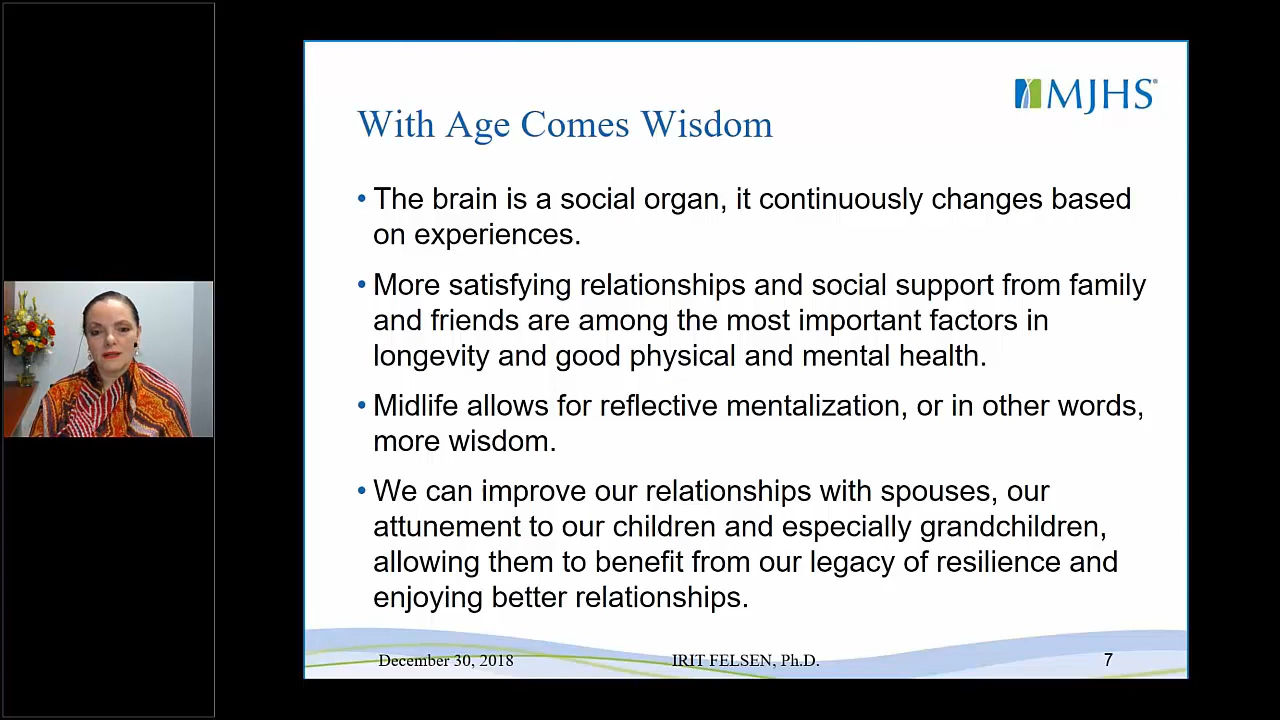 MJHS®
With Age Comes Wisdom
• The brain is a social organ, it continuously changes based
on experiences.
• More satisfying relationships and social support from family
and friends are among the most important factors in
longevity and good physical and mental health.
• Midlife allows for reflective mentalization, or in other words,
more wisdom.
• We can improve our relationships with spouses, our
attunement to our children and especially grandchildren,
allowing them to benefit from our legacy of resilience and
enjoying better relationships.
December 30, 2018 IRIT FELSEN, Ph.D. 7